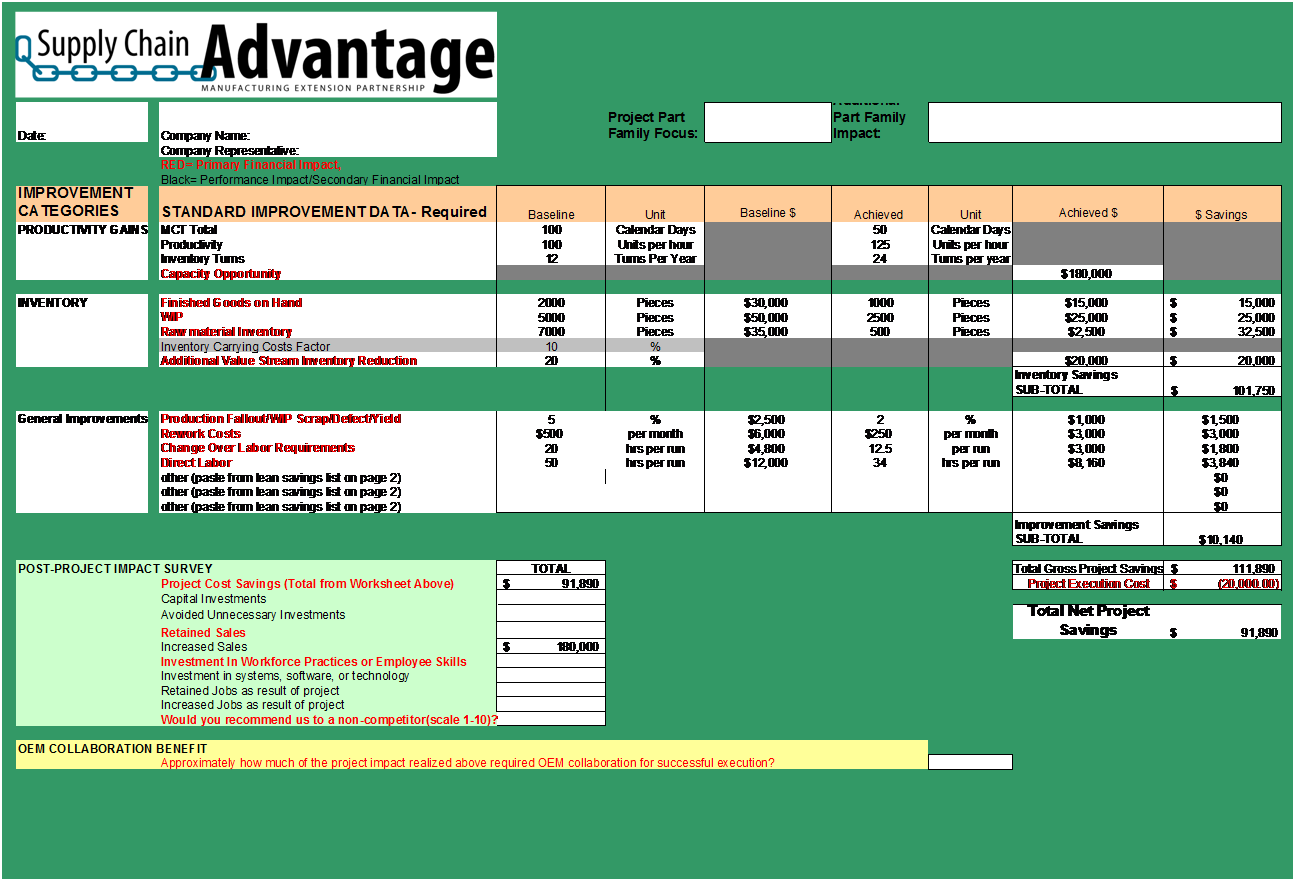 Supply Chain Advantage
MANUFACTURING EXTENSION PARTNERSHIP
Date:
Company Name:
Company Representative:
Project Part
Family Focus:
Additional
Part Family
Impact:
RED= Primary Financial Impact,
Black= Performance Impact/Secondary Financial Impact
IMPROVEMENT
CATEGORIES STANDARD IMPROVEMENT DATA- Required Baseline Unit Baseline $ Achieved Unit Achieved $ $ Savings
PRODUCTIVITY GAINS MCT Total 100 Calendar Days 50 Calendar Days
Productivity 100 Units per hour 125 Units per hour
Inventory Turns 12 Turns Per Year 24 Turns per year
Capacity Opportunity $180,000
INVENTORY Finished Goods on Hand 2000 Pieces $30,000 1000 Pieces $15,000 $ 15,000
WIP 5000 Pieces $50,000 2500 Pieces $25,000 $ 25,000
Raw material Inventory 7000 Pieces $35,000 500 Pieces $2,500 $ 32,500
Inventory Carrying Costs Factor 10 %
Additional Value Stream Inventory Reduction 20 % $20,000 $ 20,000
Inventory Savings
SUB-TOTAL $ 101,750
General Improvements Production Fallout/WIP Scrap/Defect/Yield 5 % $2,500 2 % $1,000 $1,500
Rework Costs $500 per month $6,000 $250 per month $3,000 $3,000
Change Over Labor Requirements 20 hrs per run $4,800 12.5 per run $3,000 $1,800
Direct Labor 50 hrs per run $12,000 34 hrs per run $8,160 $3,840
other (paste from lean savings list on page 2) $0
other (paste from lean savings list on page 2) $0
other (paste from lean savings list on page 2) $0
Improvement Savings
SUB-TOTAL $10,140
POST-PROJECT IMPACT SURVEY TOTAL
Project Cost Savings (Total from Worksheet Above) $ 91,890
Capital Investments
Avoided Unnecessary Investments
Retained Sales
Increased Sales $ 180,000
Investment In Workforce Practices or Employee Skills
Investment in systems, software, or technology
Retained Jobs as result of project
Increased Jobs as result of project
Would you recommend us to a non-competitor(scale 1-10)?
Total Gross Project Savings $ 111,890
Project Execution Cost $ (20,000.00)
Total Net Project
Savings $ 91,890
OEM COLLABORATION BENEFIT
Approximately how much of the project impact realized above required OEM collaboration for successful execution?